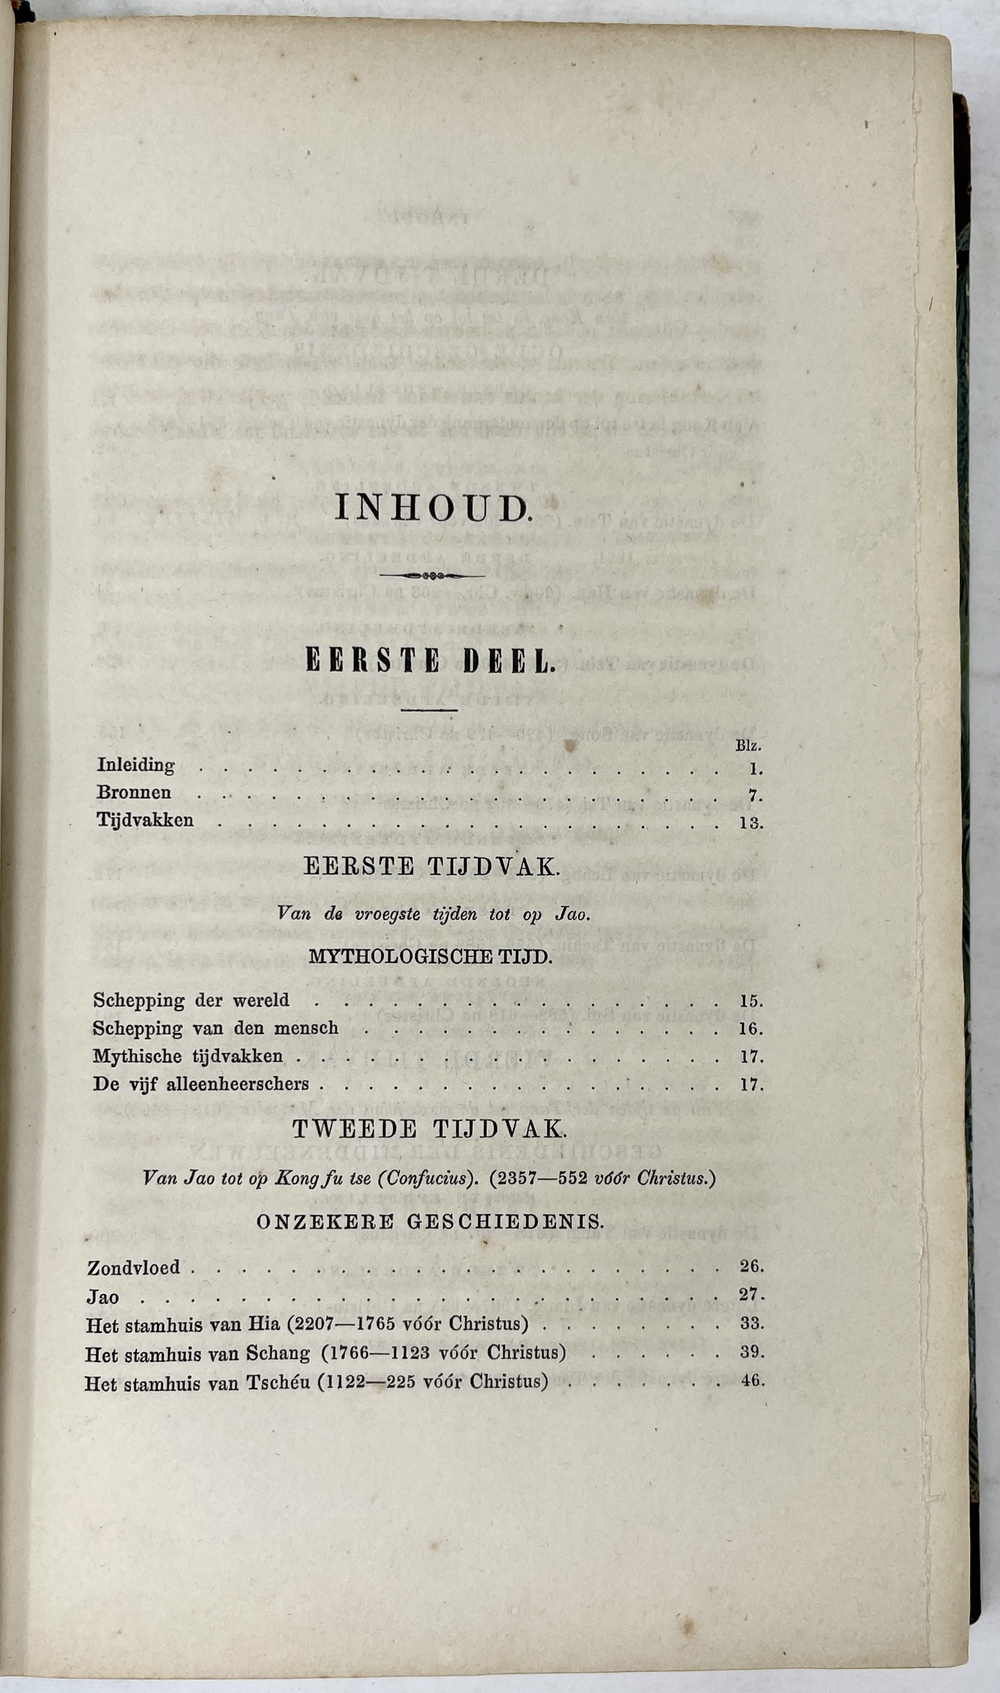 INHOUD.
EERSTE DEEL.
Blz.
Inleiding . . . . . . . . . . . . . . . . . . . . . . 1.
Bronnen . . . . . . . . . . . . . . . . . . . . . . 7.
Tijdvakken . . . . . . . . . . . . . . . . . . . . . 13.
EERSTE TIJDVAK.
Van de vroegste tijden tot op Jao.
MYTHOLOGISCHE TIJD.
Schepping der wereld . . . . . . . . . . . . . . . . . 15.
Schepping van den mensch . . . . . . . . . . . . . . . 16.
Mythische tijdvakken . . . . . . . . . . . . . . . . . . 17.
De vijf alleenheerschers . . . . . . . . . . . . . . . . . 17.
TWEEDE TIJDVAK.
Van Jao tot op Kong fu tse (Confucius). (2357—552 vóór Christus.)
ONZEKERE GESCHIEDENIS.
Zondvloed . . . . . . . . . . . . . . . . . . . . . . 26.
Jao . . . . . . . . . . . . . . . . . . . . . . . . 27.
Het stamhuis van Hia (2207—1765 vóór Christus) . . . . . . . . 33.
Het stamhuis van Schang (1766—1123 vóór Christus) . . . . . . 39.
Het stamhuis van Tschéu (1122—225 vóór Christus) . . . . . . . 46.